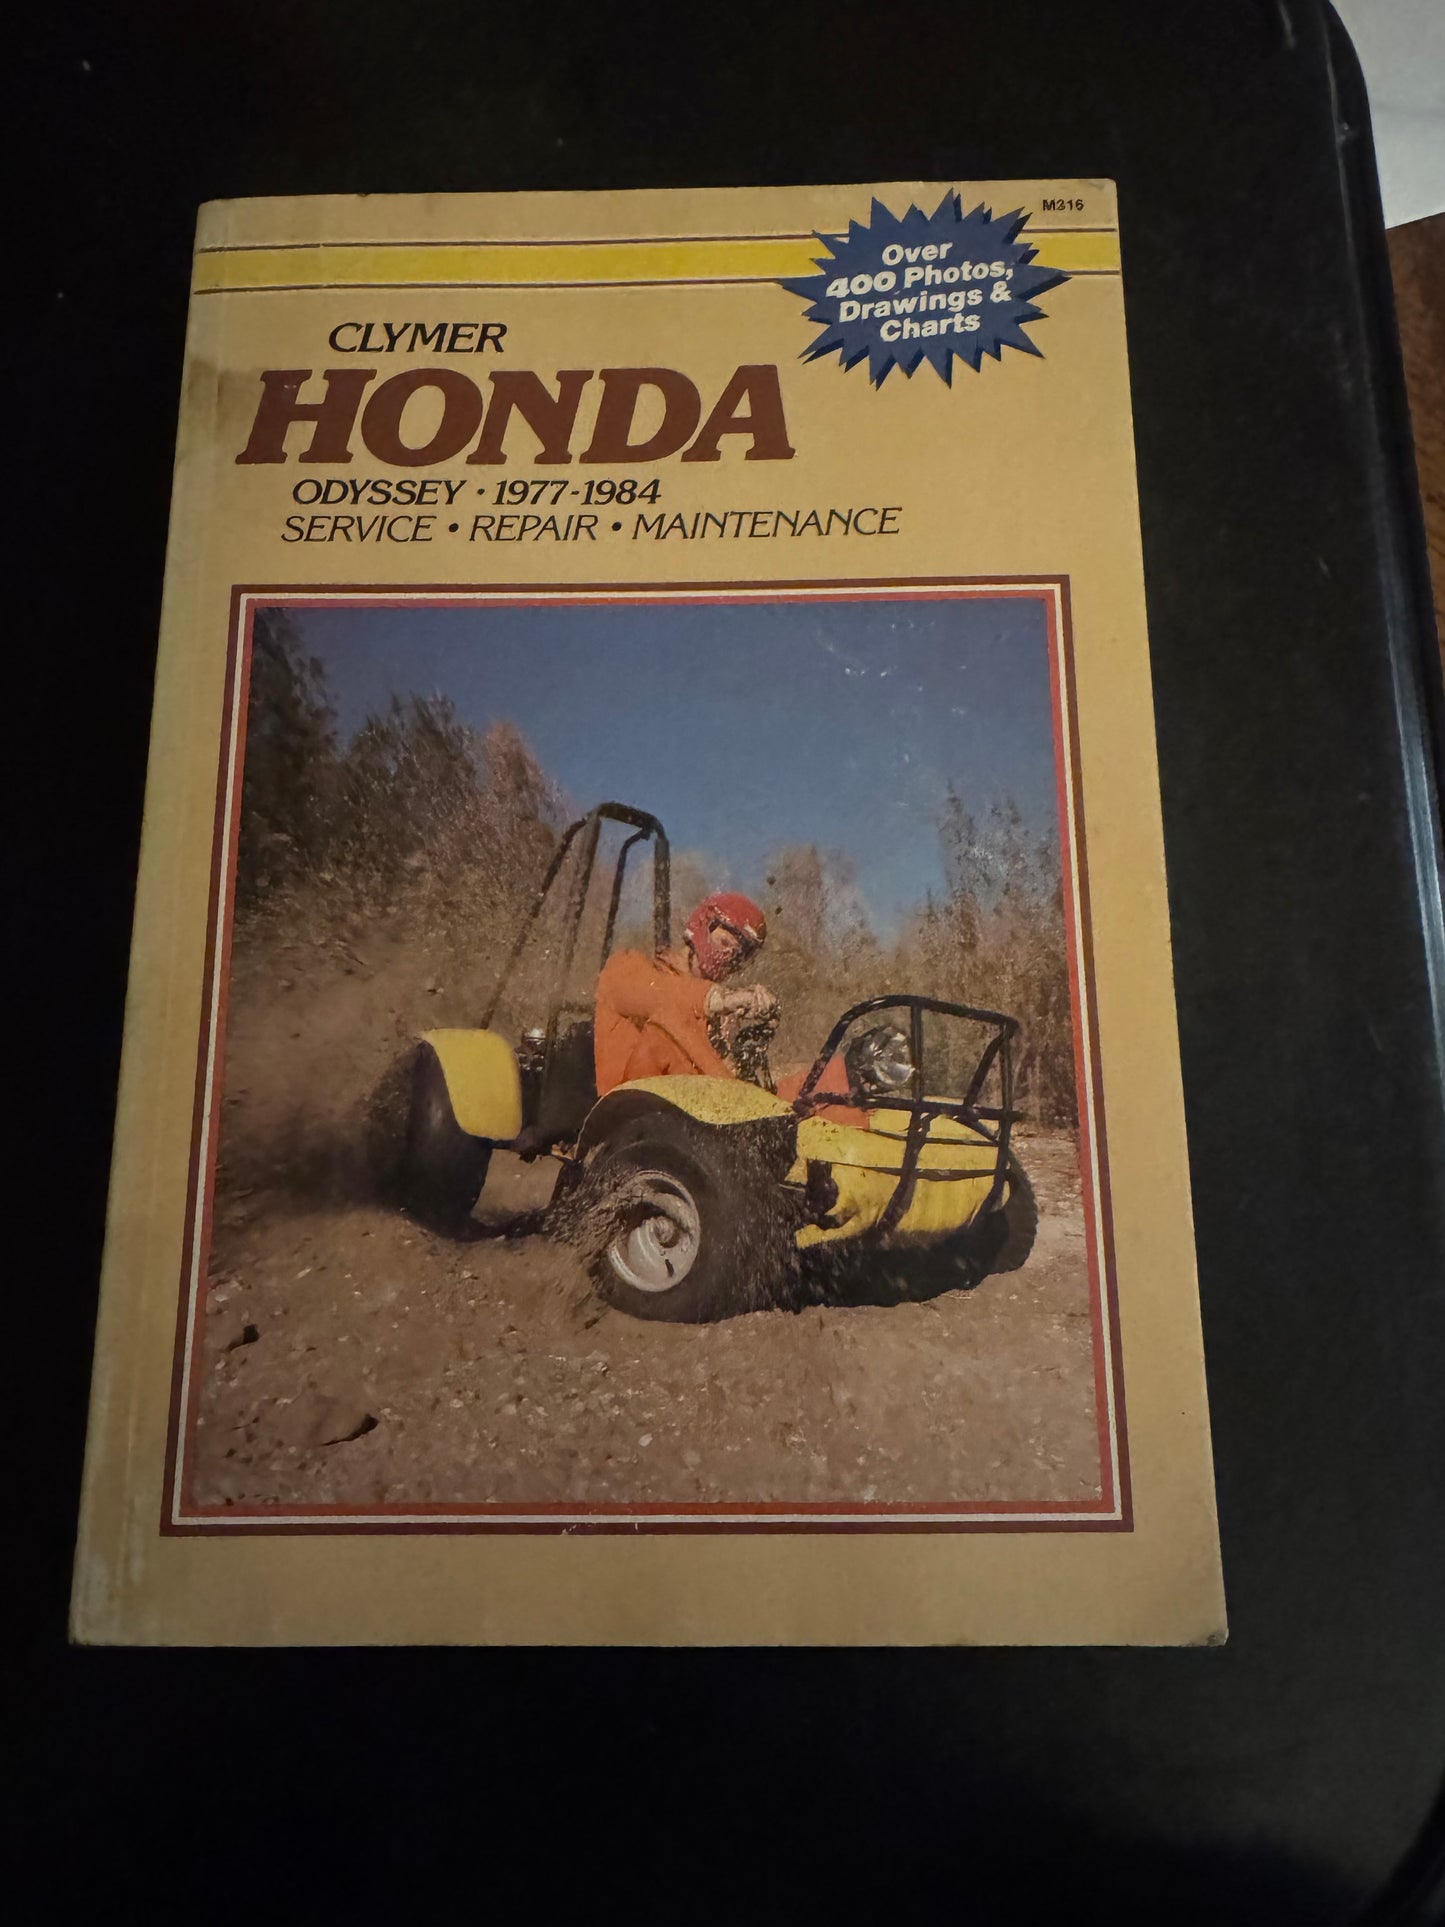 M316
Over
400 Photos,
Drawings &
Charts
CLYMER
HONDA
ODYSSEY · 1977-1984
SERVICE • REPAIR • MAINTENANCE